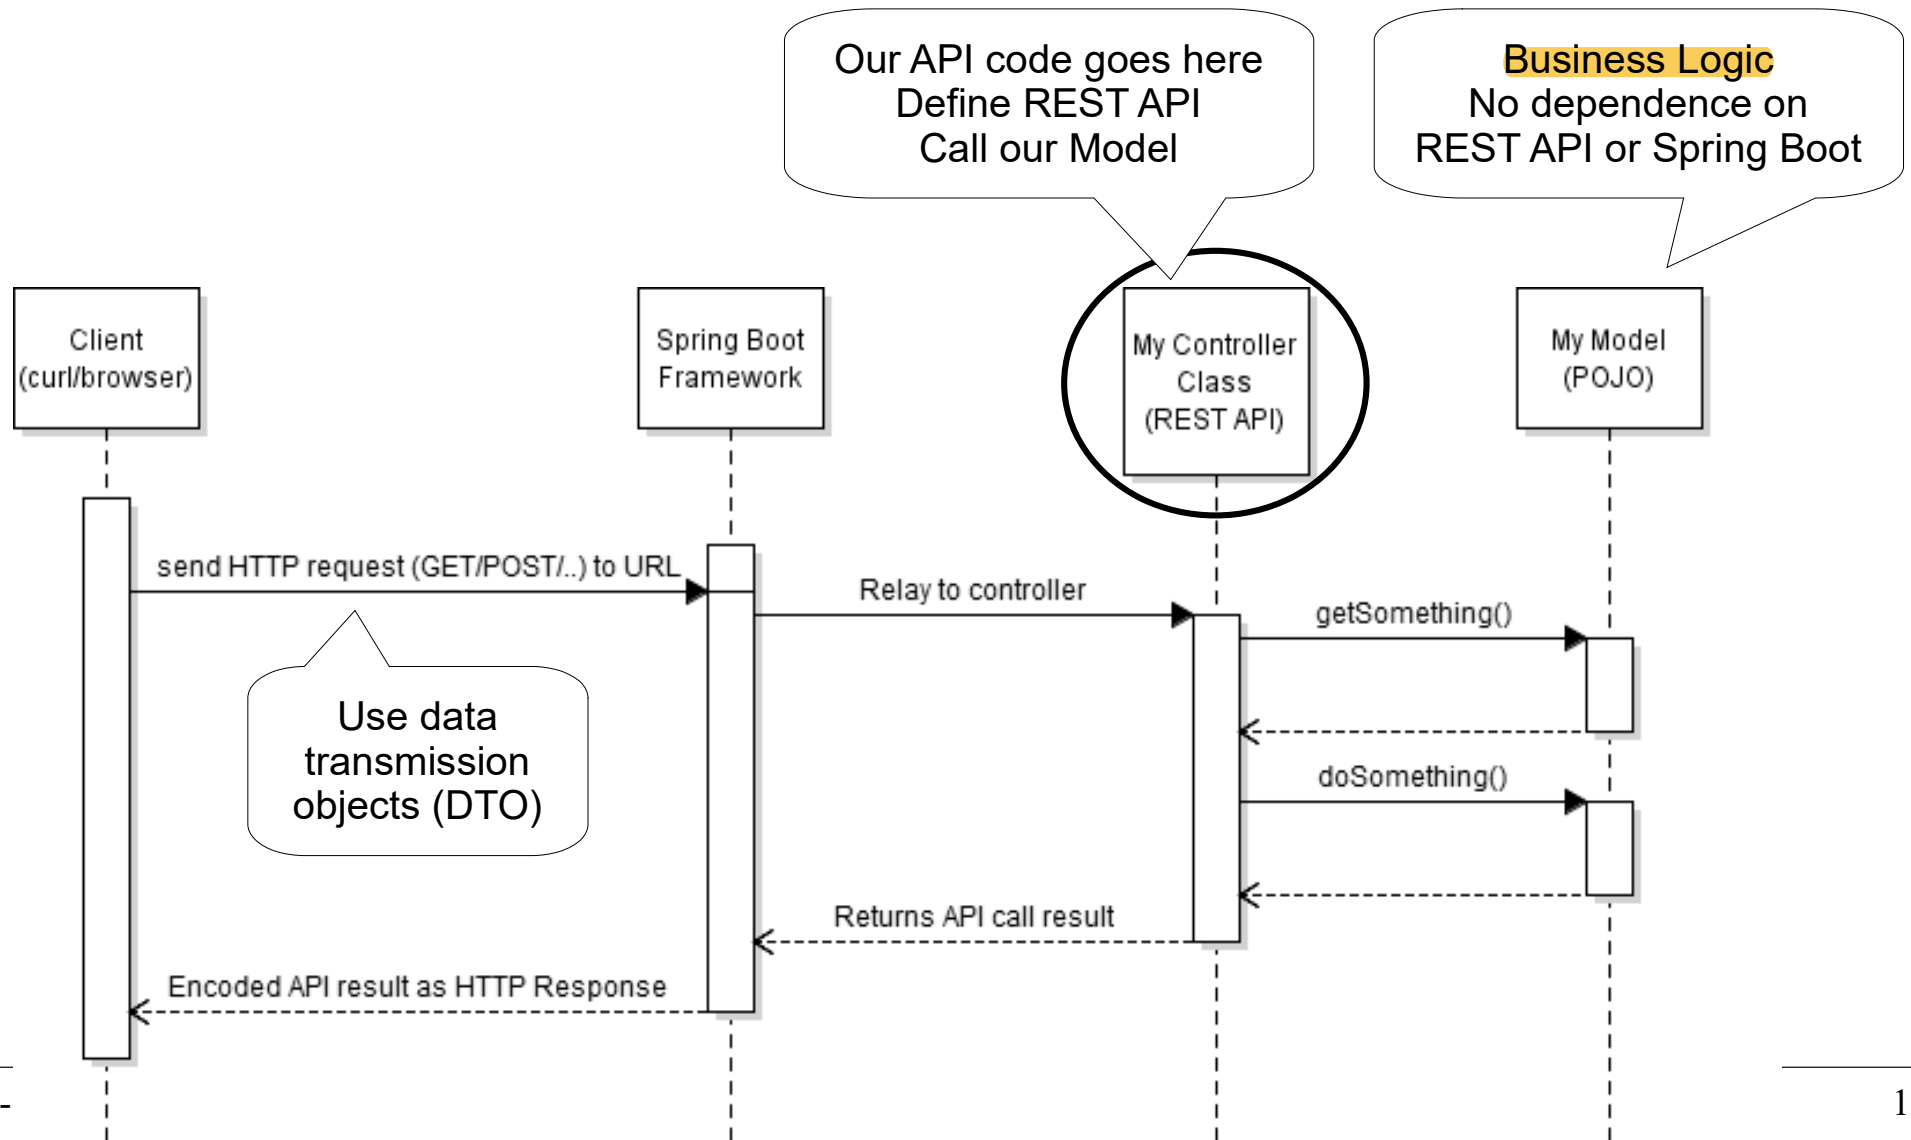 Our API code goes here
Define REST API
Call our Model
Business Logic
No dependence on
REST API or Spring Boot
Client
(curl/browser)
Spring Boot
Framework
My Controller
Class
(REST API)
My Model
(POJO)
send HTTP request (GET/POST/..) to URL
Relay to controller
getSomething()
Use data
transmission
objects (DTO)
doSomething()
Returns API call result
Encoded API result as HTTP Response
-
1